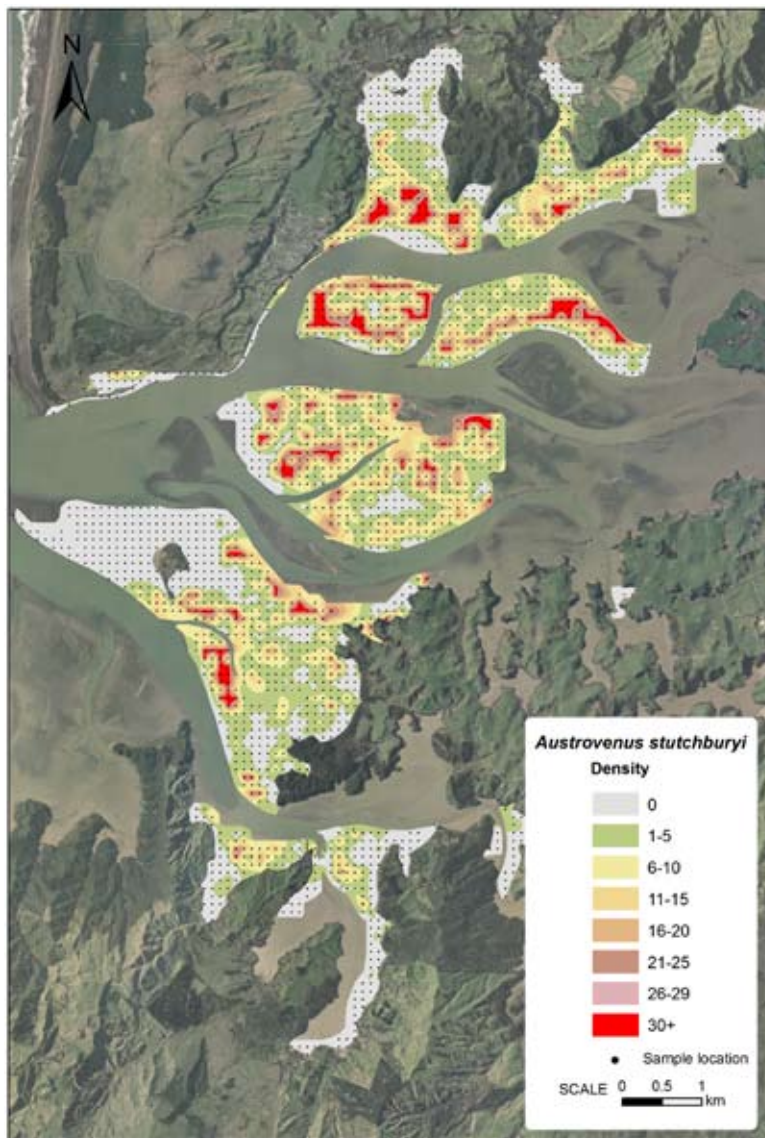 N
Austrovenus stutchburyi
Density
0
1-5
6-10
11-15
16-20
21-25
26-29
30+
Sample location
SCALE 0 0.5 1
km